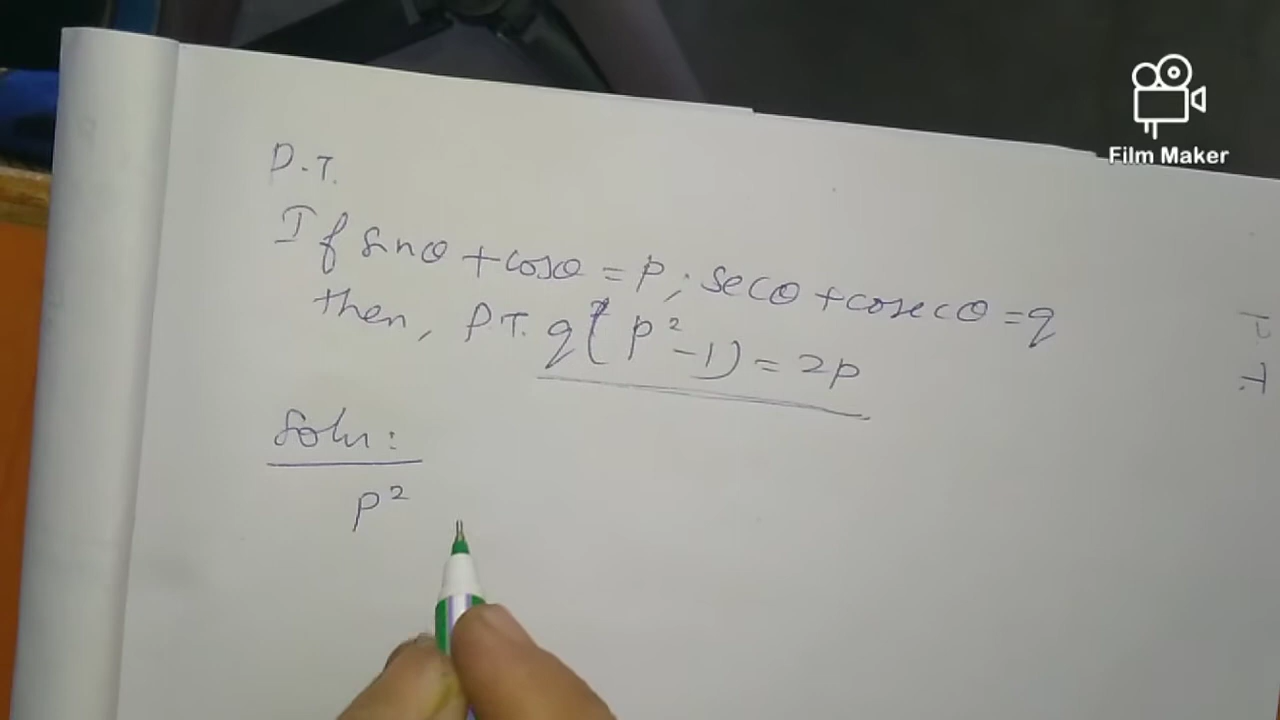 P.T.
If sinθ + cosθ = p; secθ + cosecθ = q
then, P.T. q(p² - 1) = 2p
Soln:
p²
Film Maker